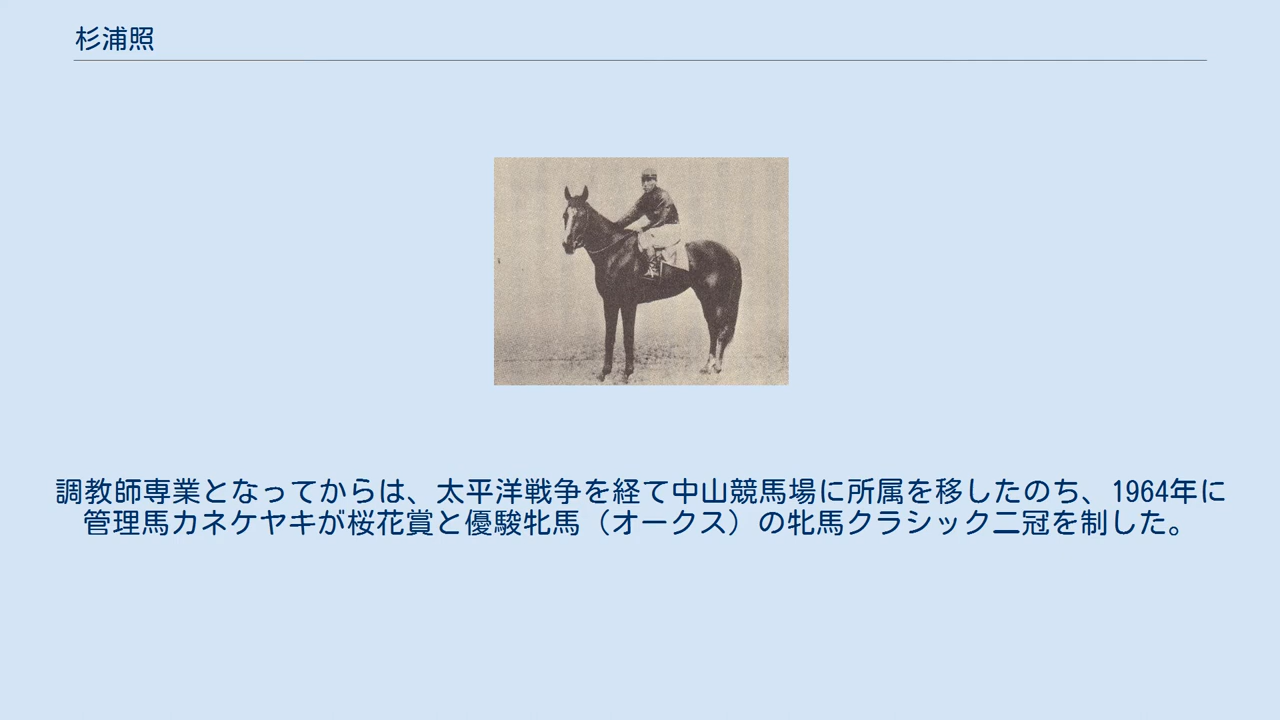 杉浦照
調教師専業となってからは、太平洋戦争を経て中山競馬場に所属を移したのち、1964年に
管理馬カネケヤキが桜花賞と優駿牝馬（オークス）の牝馬クラシック二冠を制した。